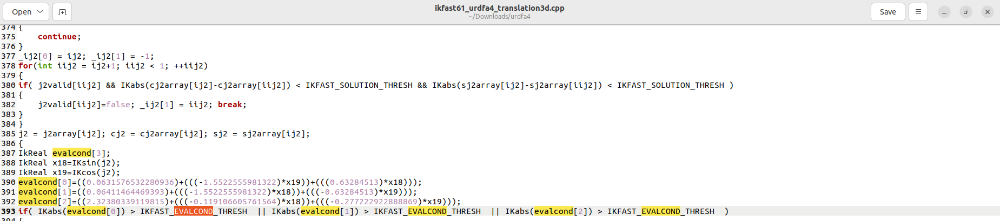 Open
ikfast61_urdfa4_translation3d.cpp
~/Downloads/urdfa4
Save
374 {
375     continue;
376 }
377 _ij2[0] = ij2; _ij2[1] = -1;
378 for(int iij2 = ij2+1; iij2 < 1; ++iij2)
379 {
380 if( j2valid[iij2] && IKabs(cj2array[ij2]-cj2array[iij2]) < IKFAST_SOLUTION_THRESH && IKabs(sj2array[ij2]-sj2array[iij2]) < IKFAST_SOLUTION_THRESH )
381 {
382     j2valid[iij2]=false; _ij2[1] = iij2; break;
383 }
384 }
385 j2 = j2array[ij2]; cj2 = cj2array[ij2]; sj2 = sj2array[ij2];
386 {
387 IkReal evalcond[3];
388 IkReal x18=IKsin(j2);
389 IkReal x19=IKcos(j2);
390 evalcond[0]=((0.0631576532280936)+(((-1.5522555981322)*x19))+(((0.63284513)*x18)));
391 evalcond[1]=((0.06411464469393)+(((-1.5522555981322)*x18))+(((-0.63284513)*x19)));
392 evalcond[2]=((2.32380339119815)+(((-0.119106605761564)*x18))+(((-0.277222922888869)*x19)));
393 if( IKabs(evalcond[0]) > IKFAST_EVALCOND_THRESH  || IKabs(evalcond[1]) > IKFAST_EVALCOND_THRESH  || IKabs(evalcond[2]) > IKFAST_EVALCOND_THRESH  )
394 {